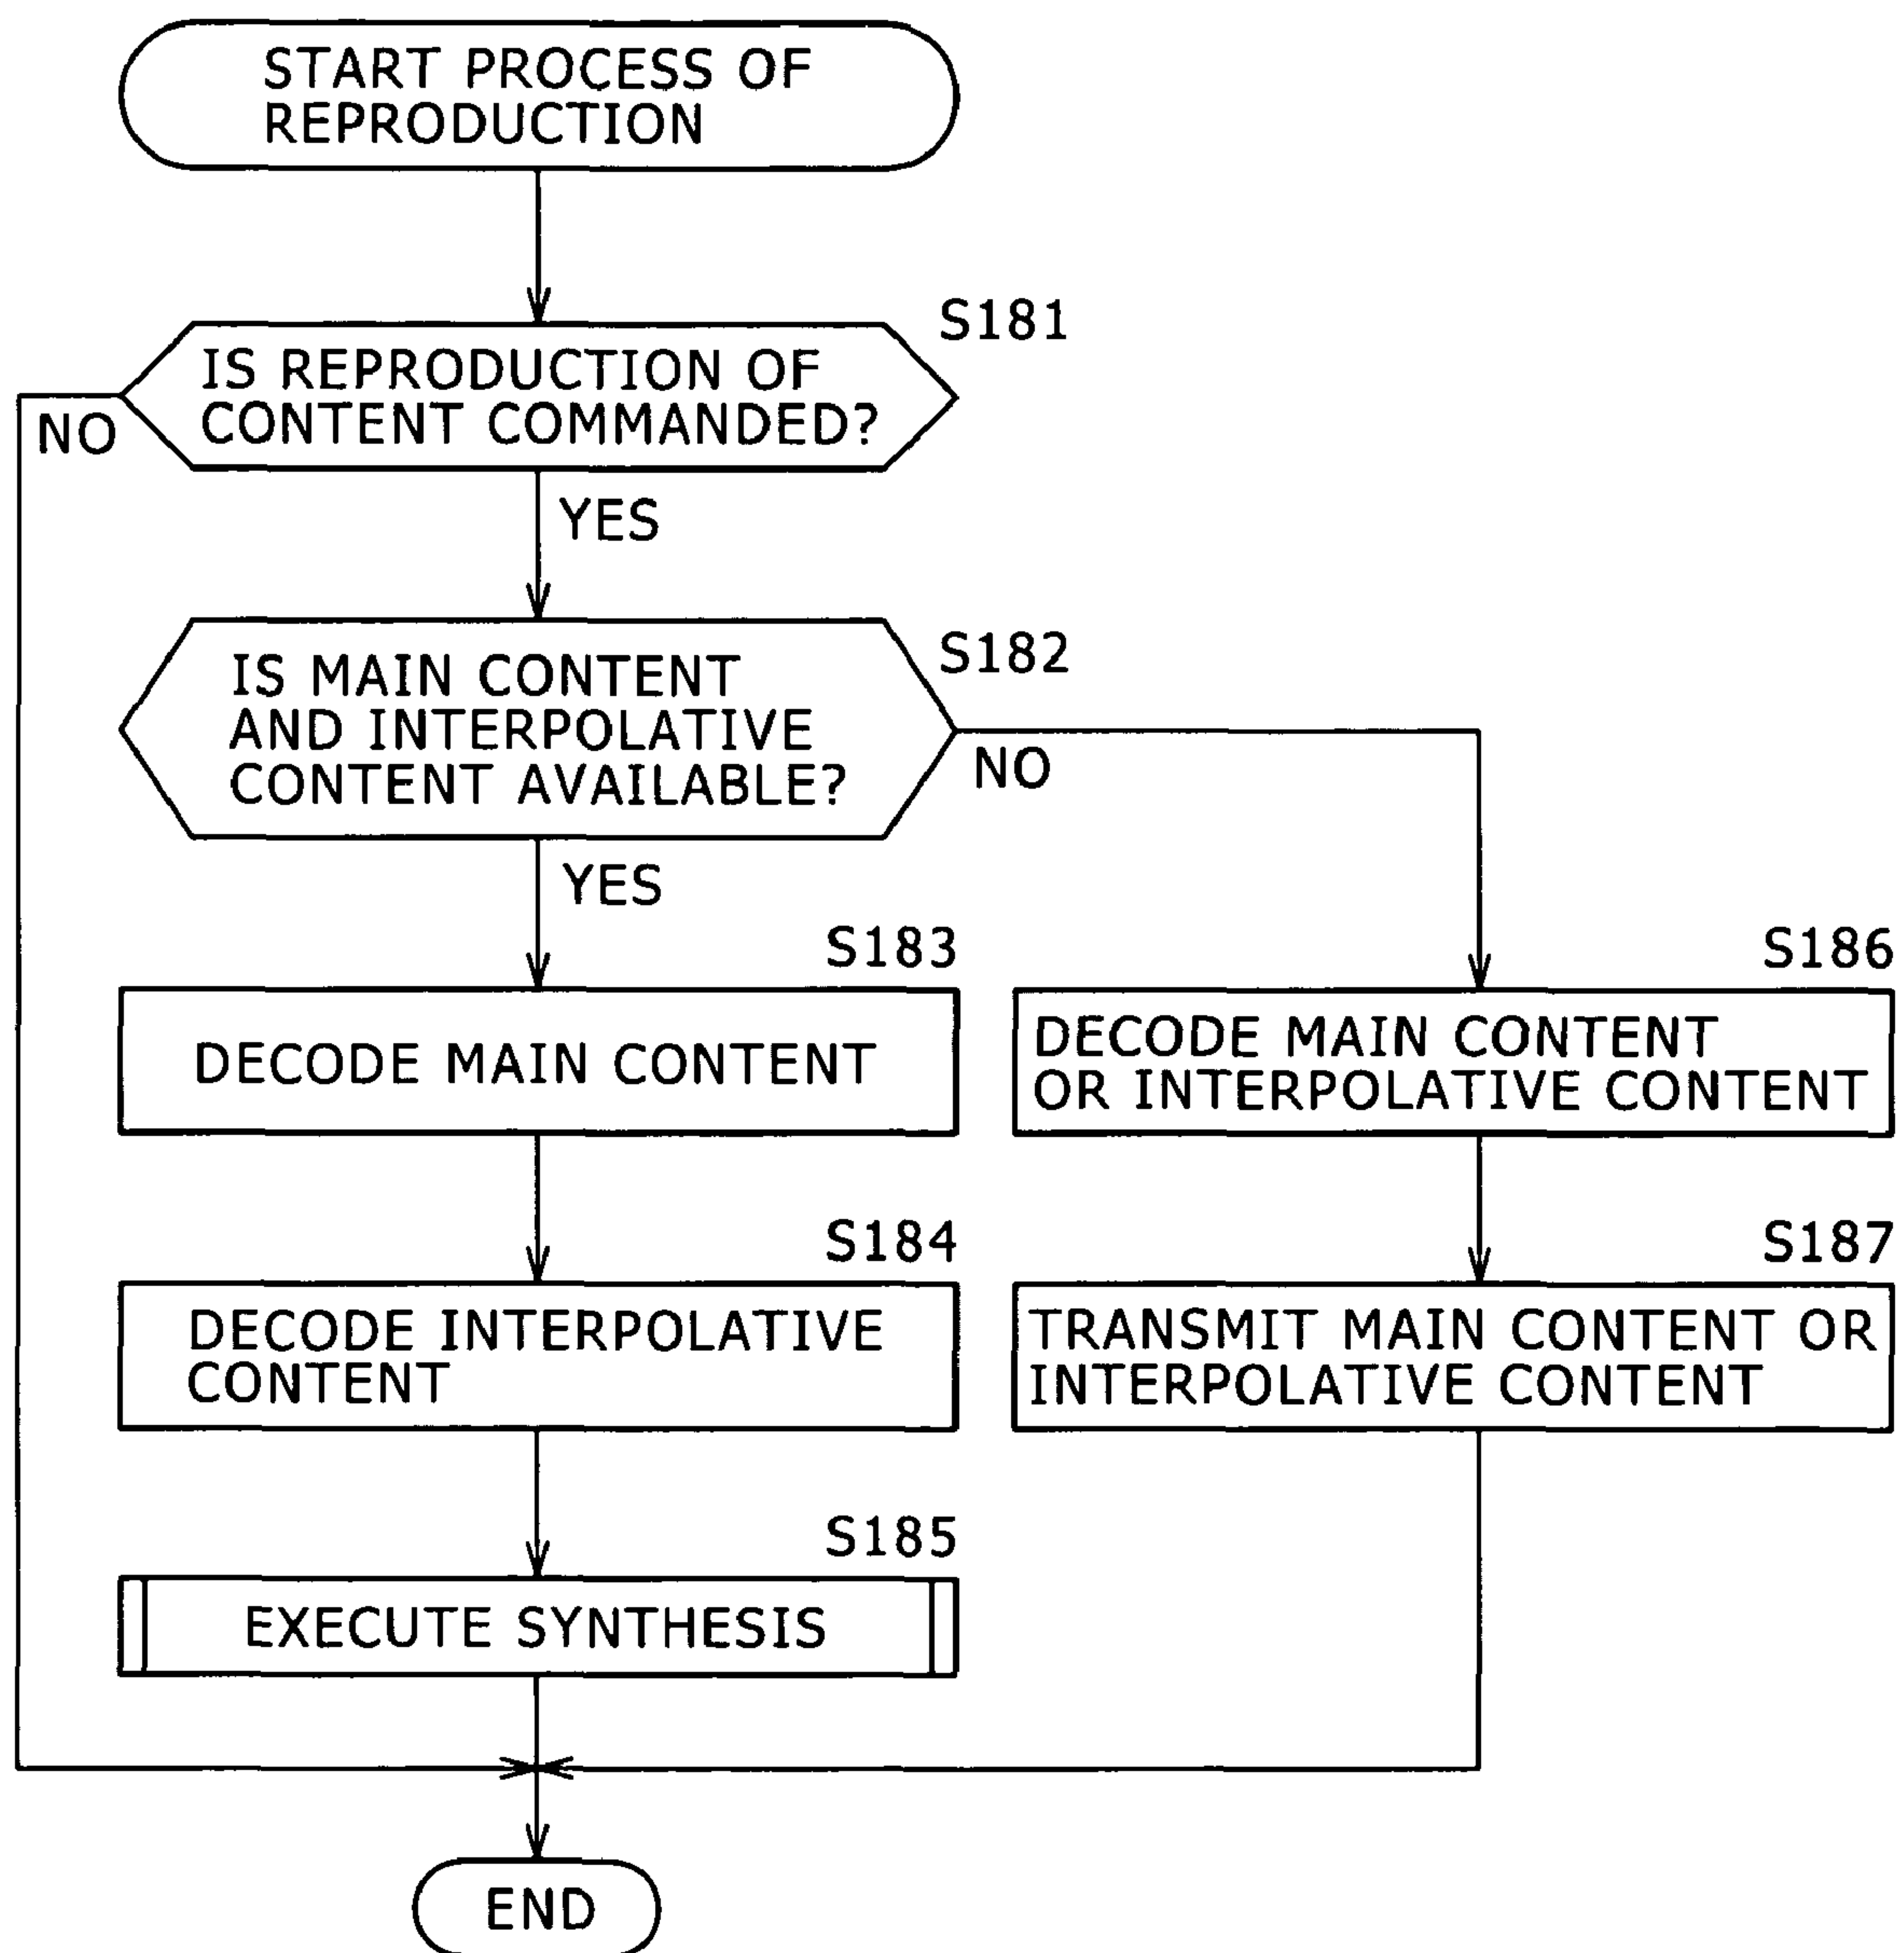 START PROCESS OF
REPRODUCTION
S181
IS REPRODUCTION OF
CONTENT COMMANDED?
NO
YES
S182
IS MAIN CONTENT
AND INTERPOLATIVE
CONTENT AVAILABLE?
NO
YES
S183
DECODE MAIN CONTENT
S184
DECODE INTERPOLATIVE
CONTENT
S185
EXECUTE SYNTHESIS
S186
DECODE MAIN CONTENT
OR INTERPOLATIVE CONTENT
S187
TRANSMIT MAIN CONTENT OR
INTERPOLATIVE CONTENT
END